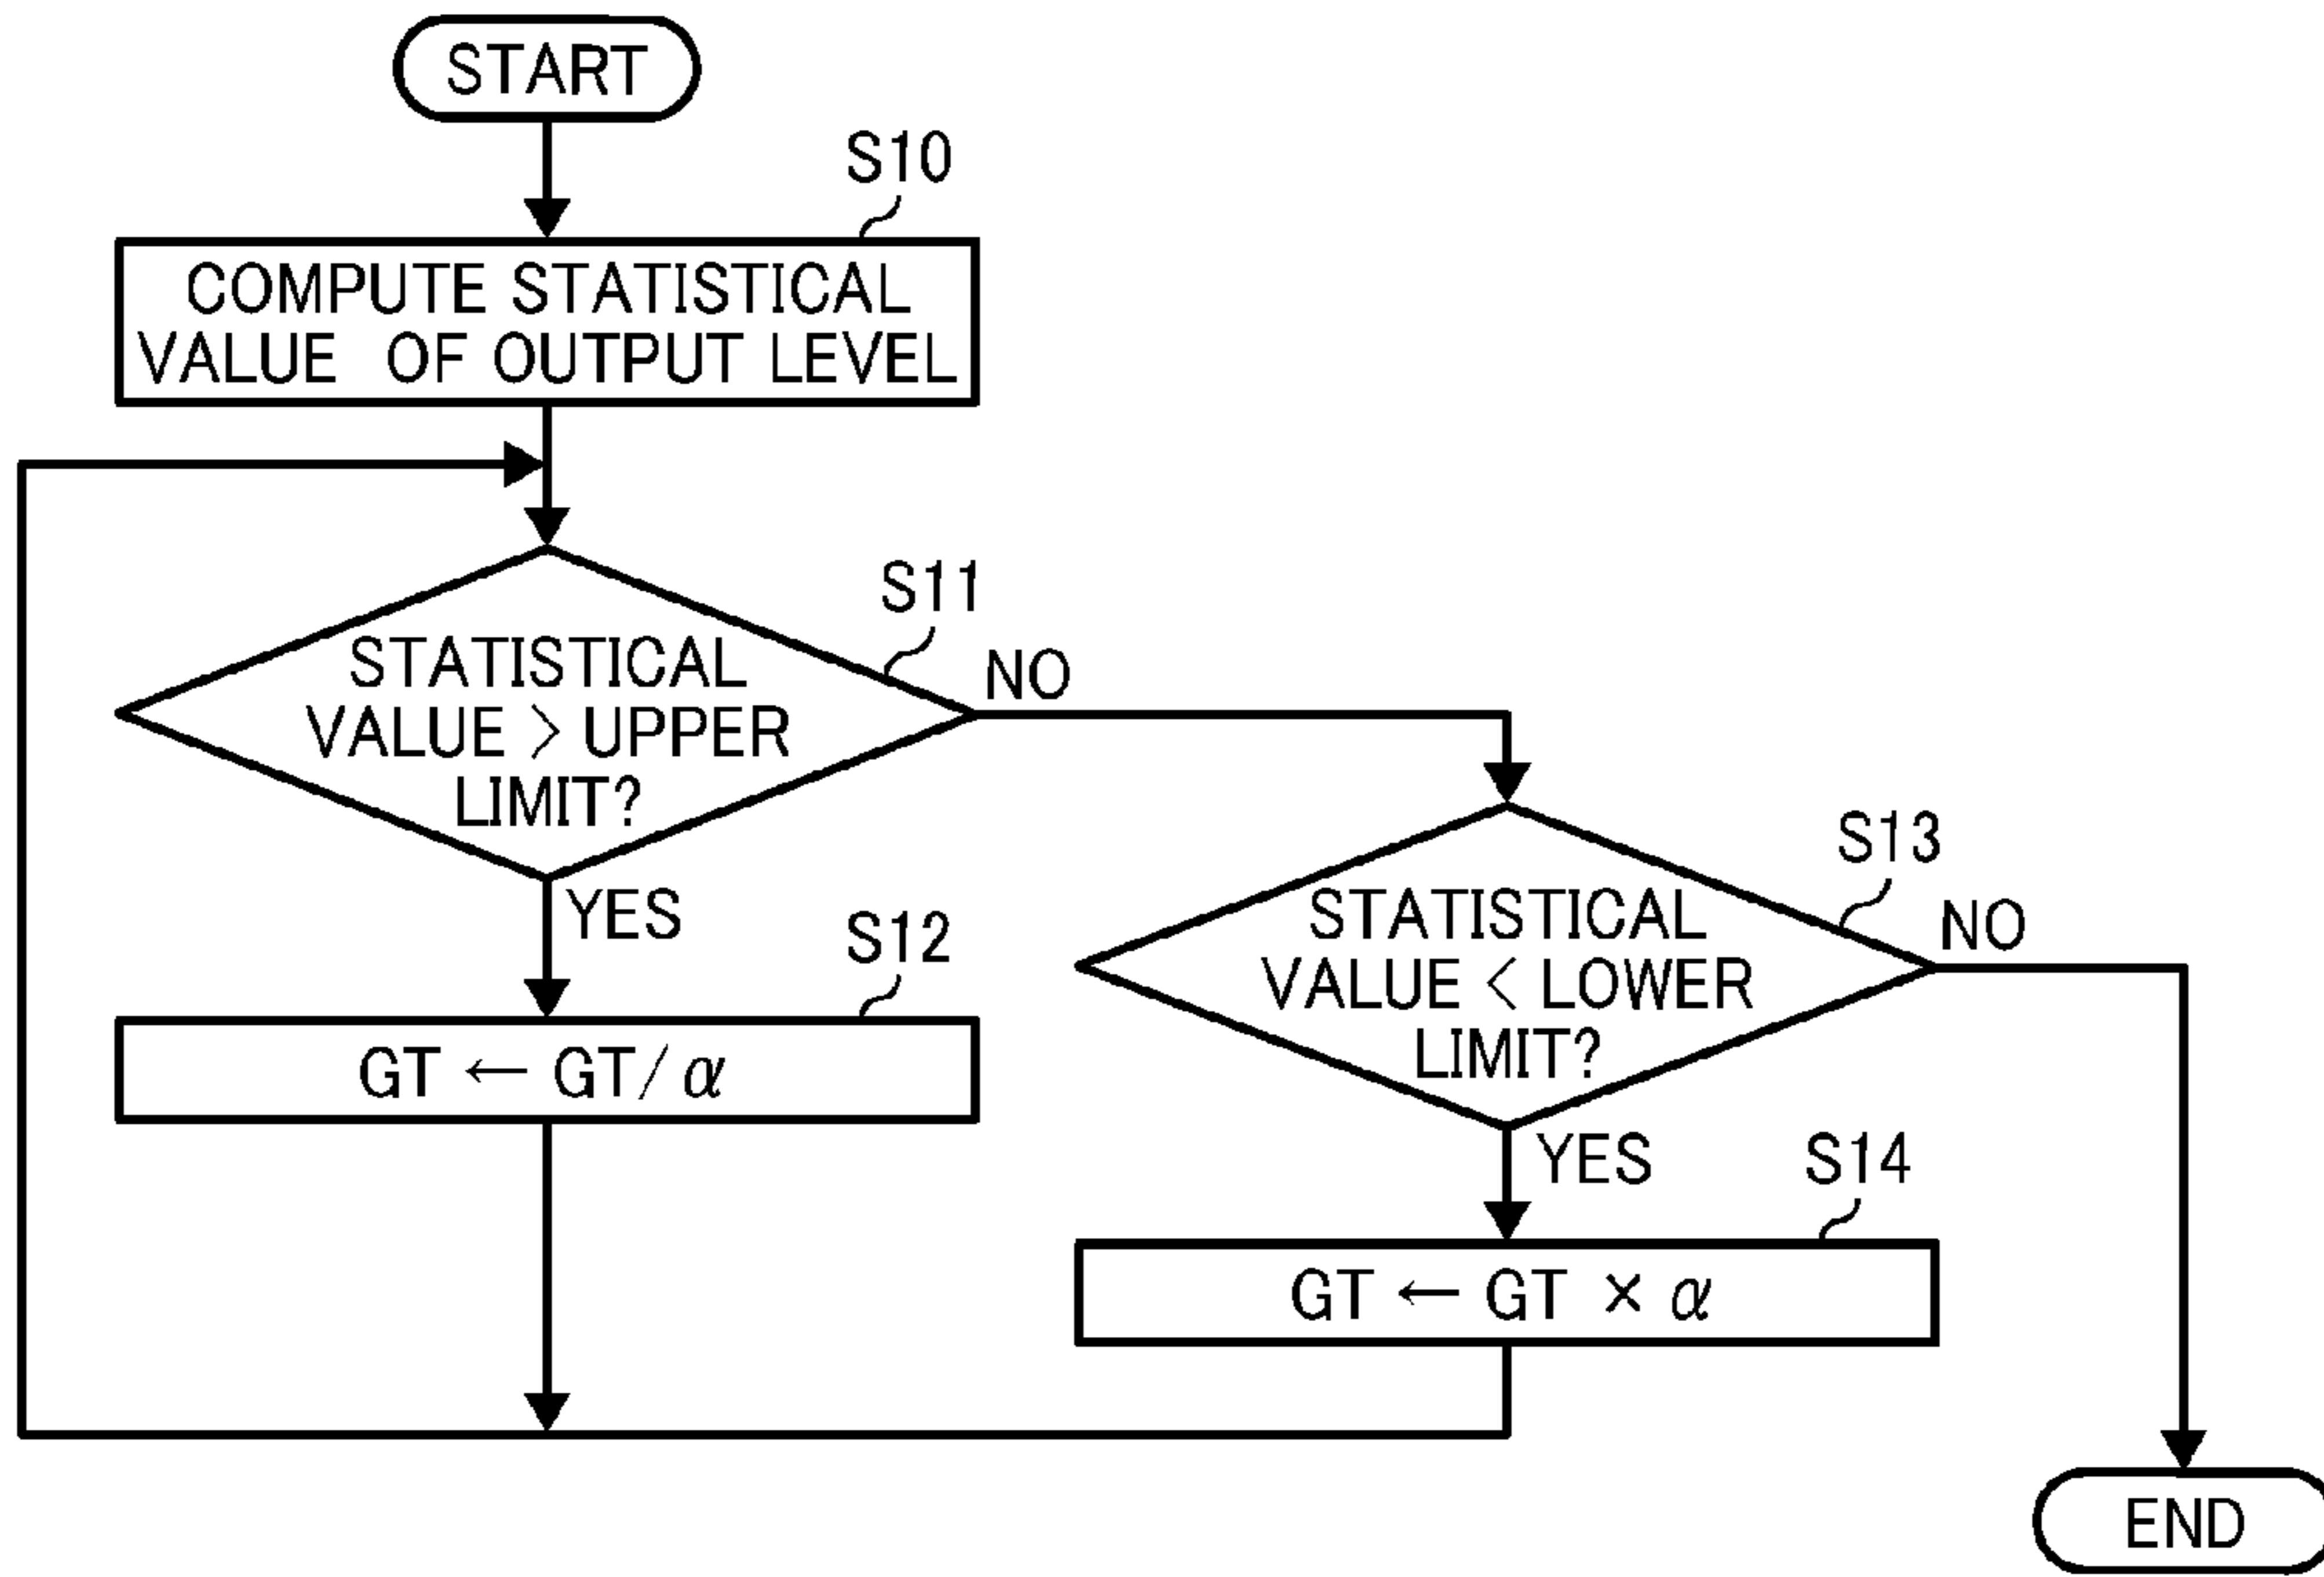 START
S10
COMPUTE STATISTICAL
VALUE OF OUTPUT LEVEL
S11
STATISTICAL
VALUE > UPPER
LIMIT?
NO
YES
S12
GT ← GT/α
S13
STATISTICAL
VALUE < LOWER
LIMIT?
NO
YES
S14
GT ← GT × α
END